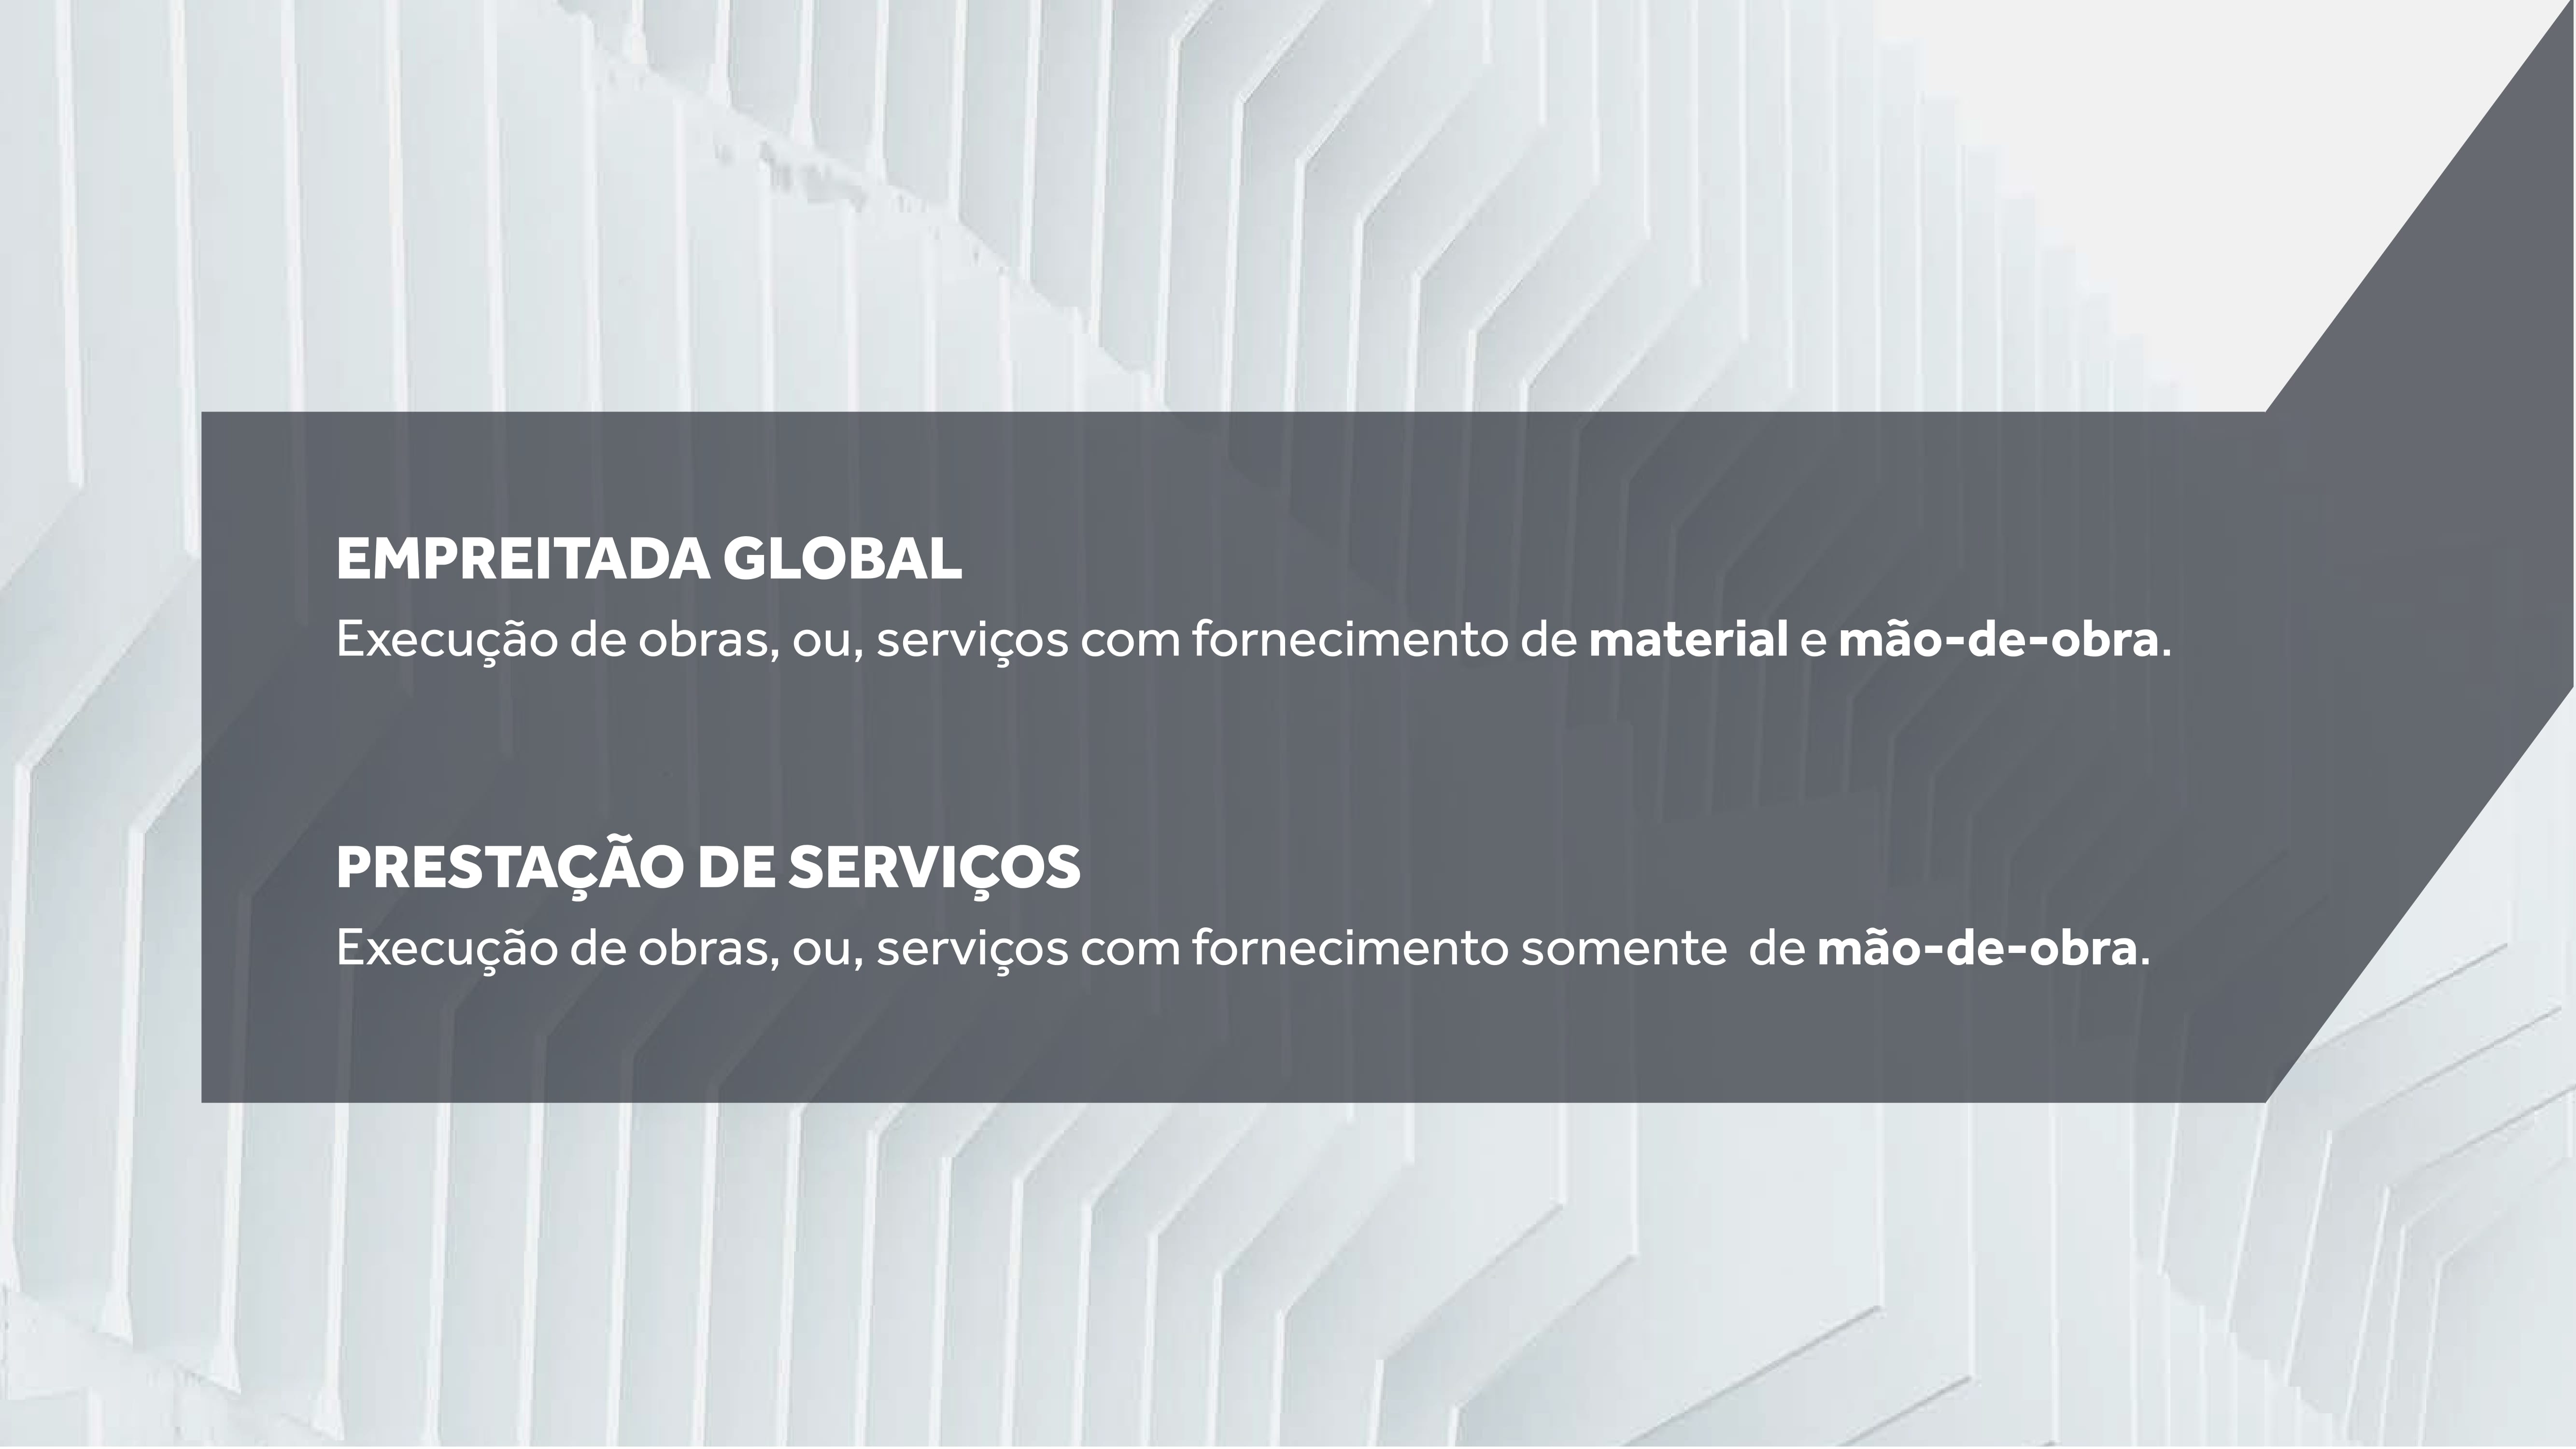 EMPREITADA GLOBAL
Execução de obras, ou, serviços com fornecimento de material e mão-de-obra.
PRESTAÇÃO DE SERVIÇOS
Execução de obras, ou, serviços com fornecimento somente  de mão-de-obra.